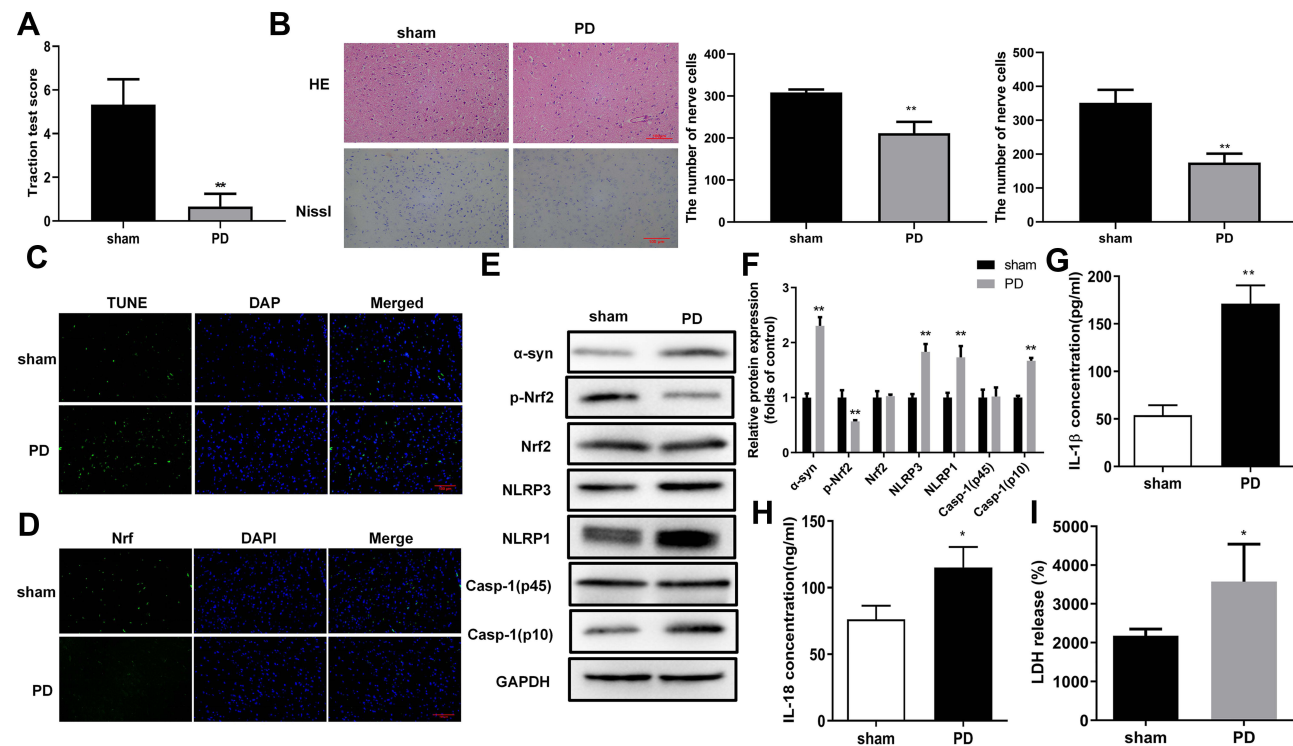 A
Traction test score
8
6
4
2
0
**
sham
PD
B
sham
PD
HE
Nissl
The number of nerve cells
400
300
200
100
0
**
sham
PD
The number of nerve cells
500
400
300
200
100
0
**
sham
PD
C
TUNE
DAP
Merged
sham
PD
D
Nrf
DAPI
Merge
sham
PD
E
sham
PD
α-syn
p-Nrf2
Nrf2
NLRP3
NLRP1
Casp-1(p45)
Casp-1(p10)
GAPDH
F
sham
PD
Relative protein expression
(folds of control)
3
2
1
0
**
**
**
**
**
α-syn
p-Nrf2
Nrf2
NLRP3
NLRP1
Casp-1(p45)
Casp-1(p10)
G
IL-1β concentration(pg/ml)
200
150
100
50
0
**
sham
PD
H
IL-18 concentration(ng/ml)
150
100
50
0
*
sham
PD
I
LDH release (%)
5000
4000
3000
2000
1000
0
*
sham
PD